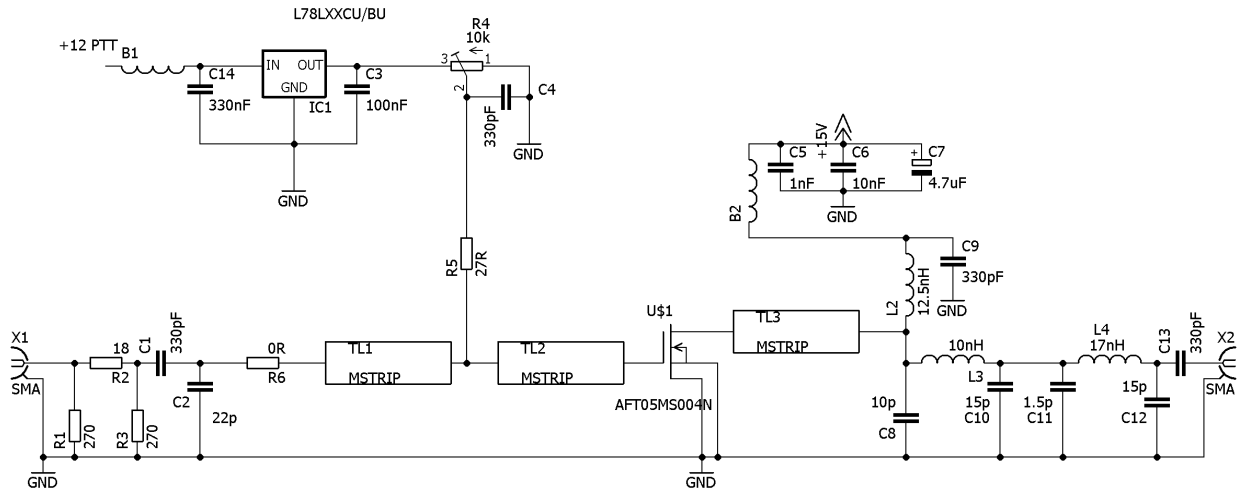 L78LXXCU/BU
+12 PTT
B1
C14
330nF
IN OUT
GND
IC1
C3
100nF
R4
10k
3 1
2
330pF
C4
GND
GND
+15V
C5
1nF
C6
10nF
+
C7
4.7uF
GND
B2
R5
27R
L2
12.5nH
C9
330pF
GND
X1
SMA
18
R2
C1
330pF
0R
R6
C2
22p
R1
270
R3
270
GND
TL1
MSTRIP
TL2
MSTRIP
U$1
AFT05MS004N
GND
TL3
MSTRIP
10nH
L3
L4
17nH
C13
330pF
X2
SMA
10p
C8
15p
C10
1.5p
C11
15p
C12